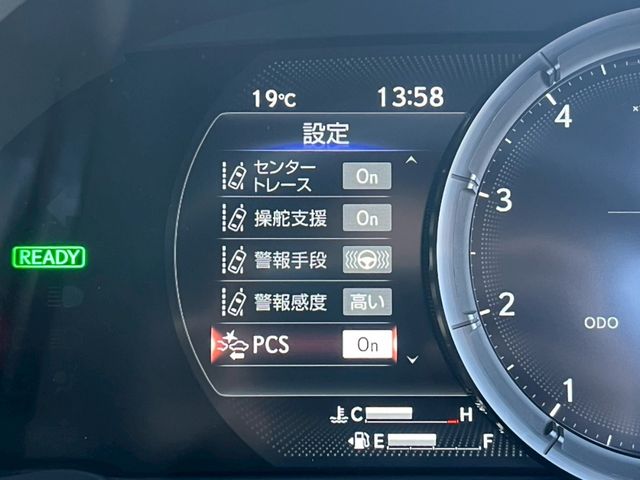 19℃ 13:58
設定
センター
トレース On
操舵支援 On
READY
警報手段
警報感度 高い
PCS On
C H
E F
4
3
2
1
ODO